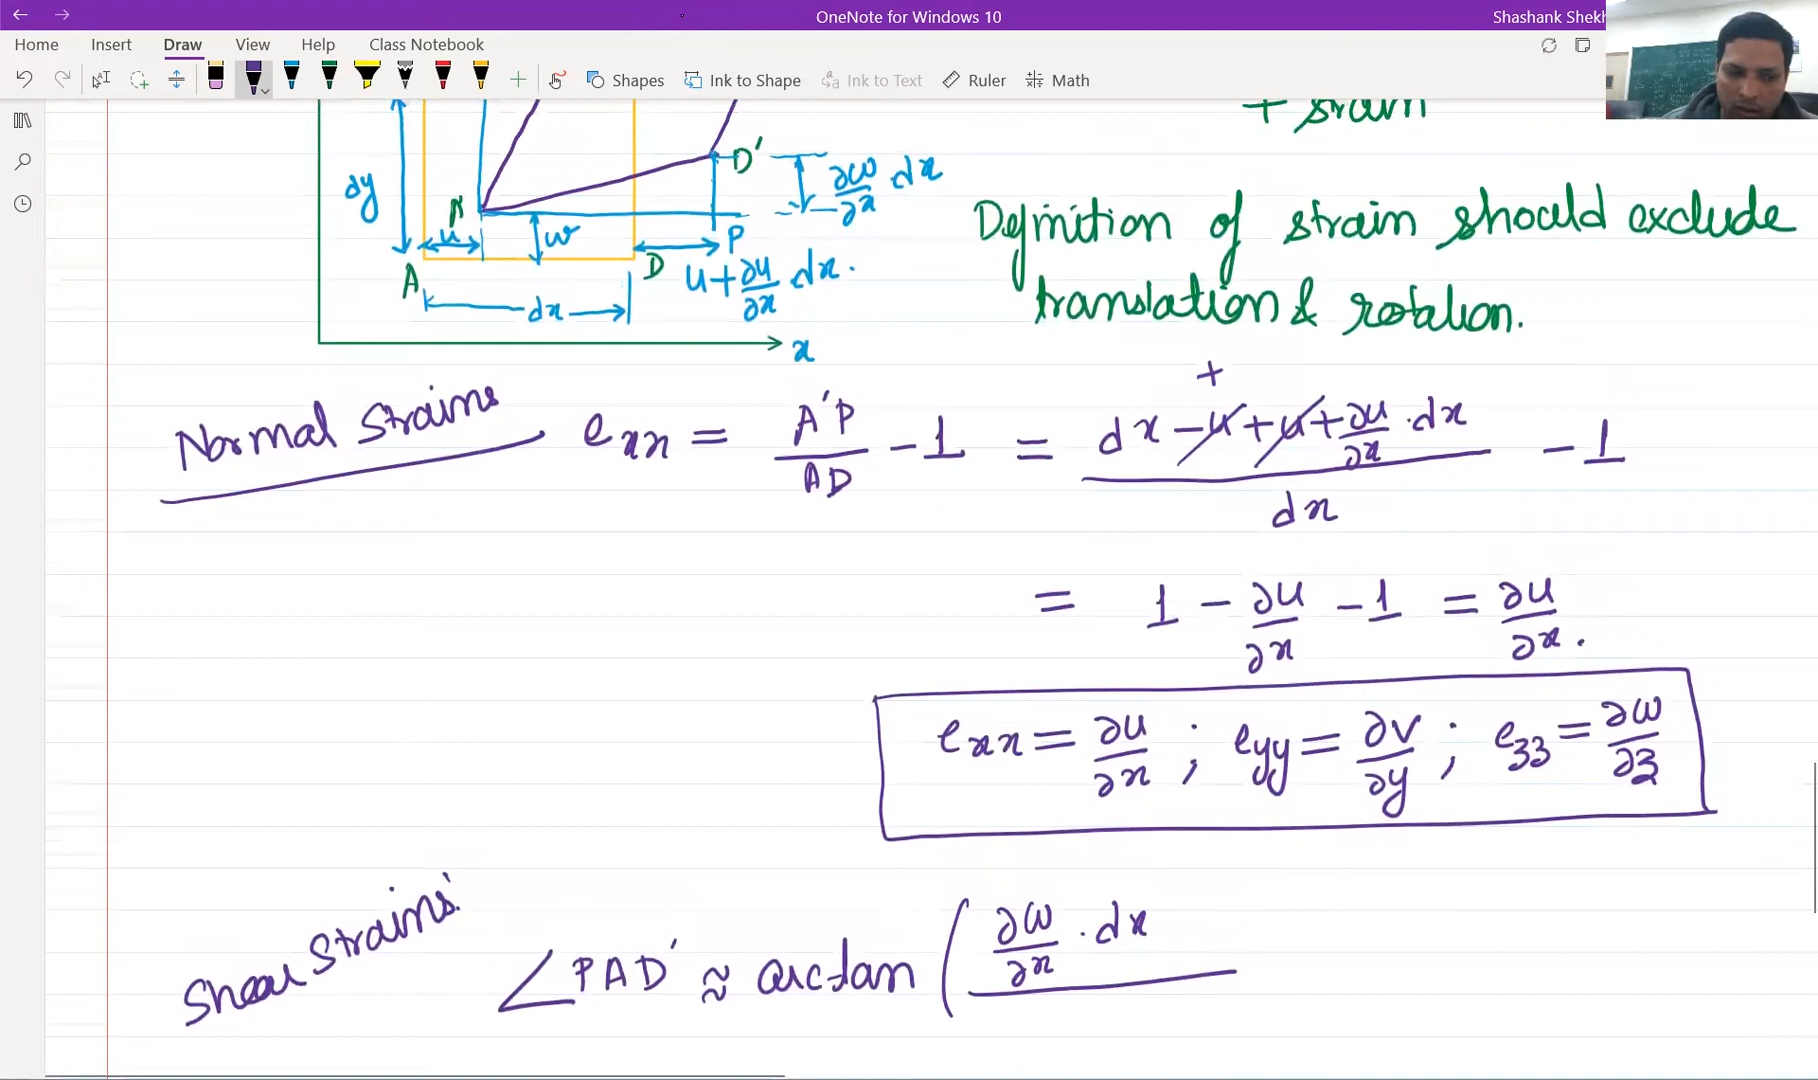 OneNote for Windows 10
Shashank Shekh
Home Insert Draw View Help Class Notebook
Shapes Ink to Shape Ink to Text Ruler Math
+ strain
dy
A'
u
w
D'
∂w/∂x dx
P
A
D
u + ∂u/∂x dx.
dx
x
Definition of strain should exclude
translation & rotation.
Normal Strains exx = A'P/AD - 1 = (dx - u + u + ∂u/∂x · dx)/dx - 1
+
= 1 - ∂u/∂x - 1 = ∂u/∂x.
exx = ∂u/∂x ; eyy = ∂v/∂y ; e33 = ∂w/∂3
Shear Strains: ∠PAD' ≈ arctan ( ∂w/∂x · dx